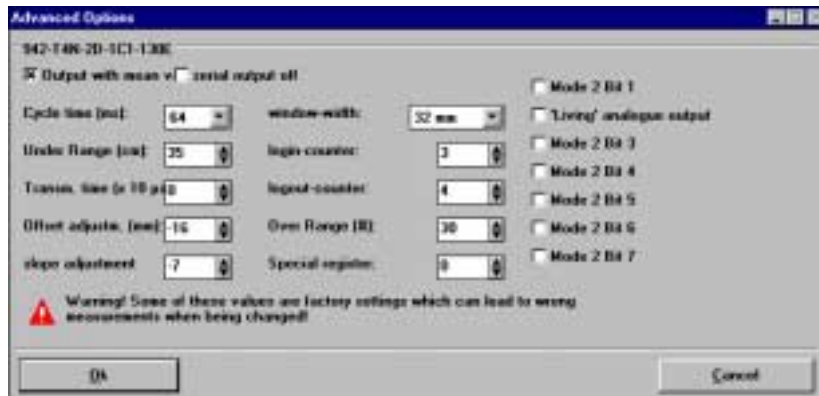 Advanced Options
942-F4N-2D-1C1-130E
Output with mean v serial output off
Cycle time (ms): 64
Under Range (cm): 35
Transm. time (x 10 µs 8
Offset adjustm. (mm): -16
slope adjustment -7
window-width: 32 mm
login-counter: 3
logout-counter: 4
Over Range (II): 30
Special register: 0
Mode 2 Bit 1
'Living' analogue output
Mode 2 Bit 3
Mode 2 Bit 4
Mode 2 Bit 5
Mode 2 Bit 6
Mode 2 Bit 7
Warning! Some of these values are factory settings which can lead to wrong
measurements when being changed!
Ok
Cancel